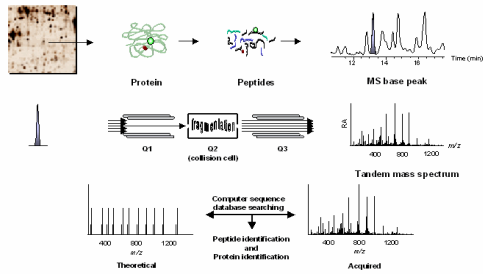 12 14 16 Time (min)
Protein Peptides MS base peak
fragmentation
RA
Q1 Q2 Q3
(collision cell)
400 800 1200 m/z
Tandem mass spectrum
Computer sequence
database searching
Peptide identification
and
Protein identification
400 800 1200
m/z
Theoretical
400 800 1200
m/z
Acquired